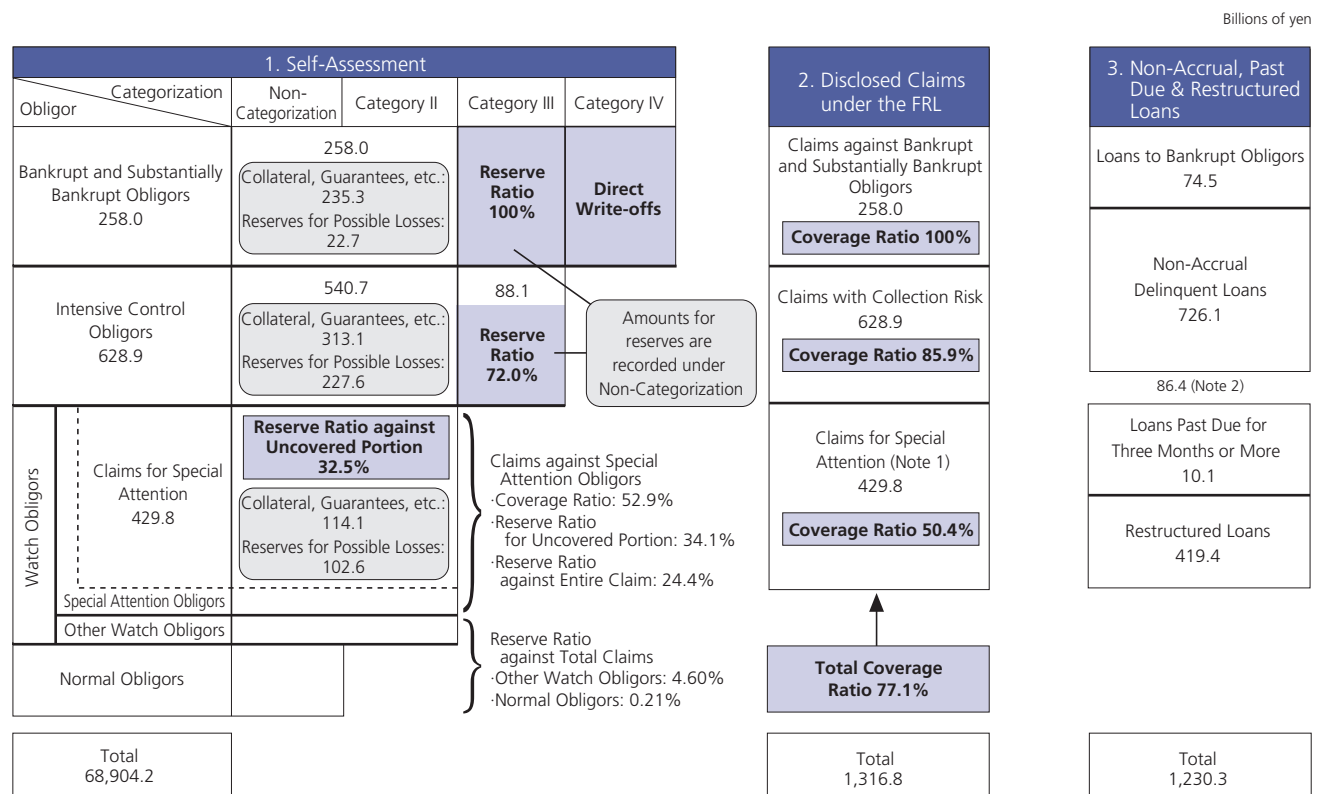 Billions of yen
1. Self-Assessment
Categorization
Obligor
Non-
Categorization
Category II
Category III
Category IV
Bankrupt and Substantially
Bankrupt Obligors
258.0
258.0
Collateral, Guarantees, etc.:
235.3
Reserves for Possible Losses:
22.7
Reserve
Ratio
100%
Direct
Write-offs
Intensive Control
Obligors
628.9
540.7
Collateral, Guarantees, etc.:
313.1
Reserves for Possible Losses:
227.6
88.1
Reserve
Ratio
72.0%
Amounts for
reserves are
recorded under
Non-Categorization
Watch Obligors
Claims for Special
Attention
429.8
Reserve Ratio against
Uncovered Portion
32.5%
Collateral, Guarantees, etc.:
114.1
Reserves for Possible Losses:
102.6
Special Attention Obligors
Claims against Special
Attention Obligors
·Coverage Ratio: 52.9%
·Reserve Ratio
for Uncovered Portion: 34.1%
·Reserve Ratio
against Entire Claim: 24.4%
Other Watch Obligors
Normal Obligors
Reserve Ratio
against Total Claims
·Other Watch Obligors: 4.60%
·Normal Obligors: 0.21%
Total
68,904.2
2. Disclosed Claims
under the FRL
Claims against Bankrupt
and Substantially Bankrupt
Obligors
258.0
Coverage Ratio 100%
Claims with Collection Risk
628.9
Coverage Ratio 85.9%
Claims for Special
Attention (Note 1)
429.8
Coverage Ratio 50.4%
Total Coverage
Ratio 77.1%
Total
1,316.8
3. Non-Accrual, Past
Due & Restructured
Loans
Loans to Bankrupt Obligors
74.5
Non-Accrual
Delinquent Loans
726.1
86.4 (Note 2)
Loans Past Due for
Three Months or More
10.1
Restructured Loans
419.4
Total
1,230.3